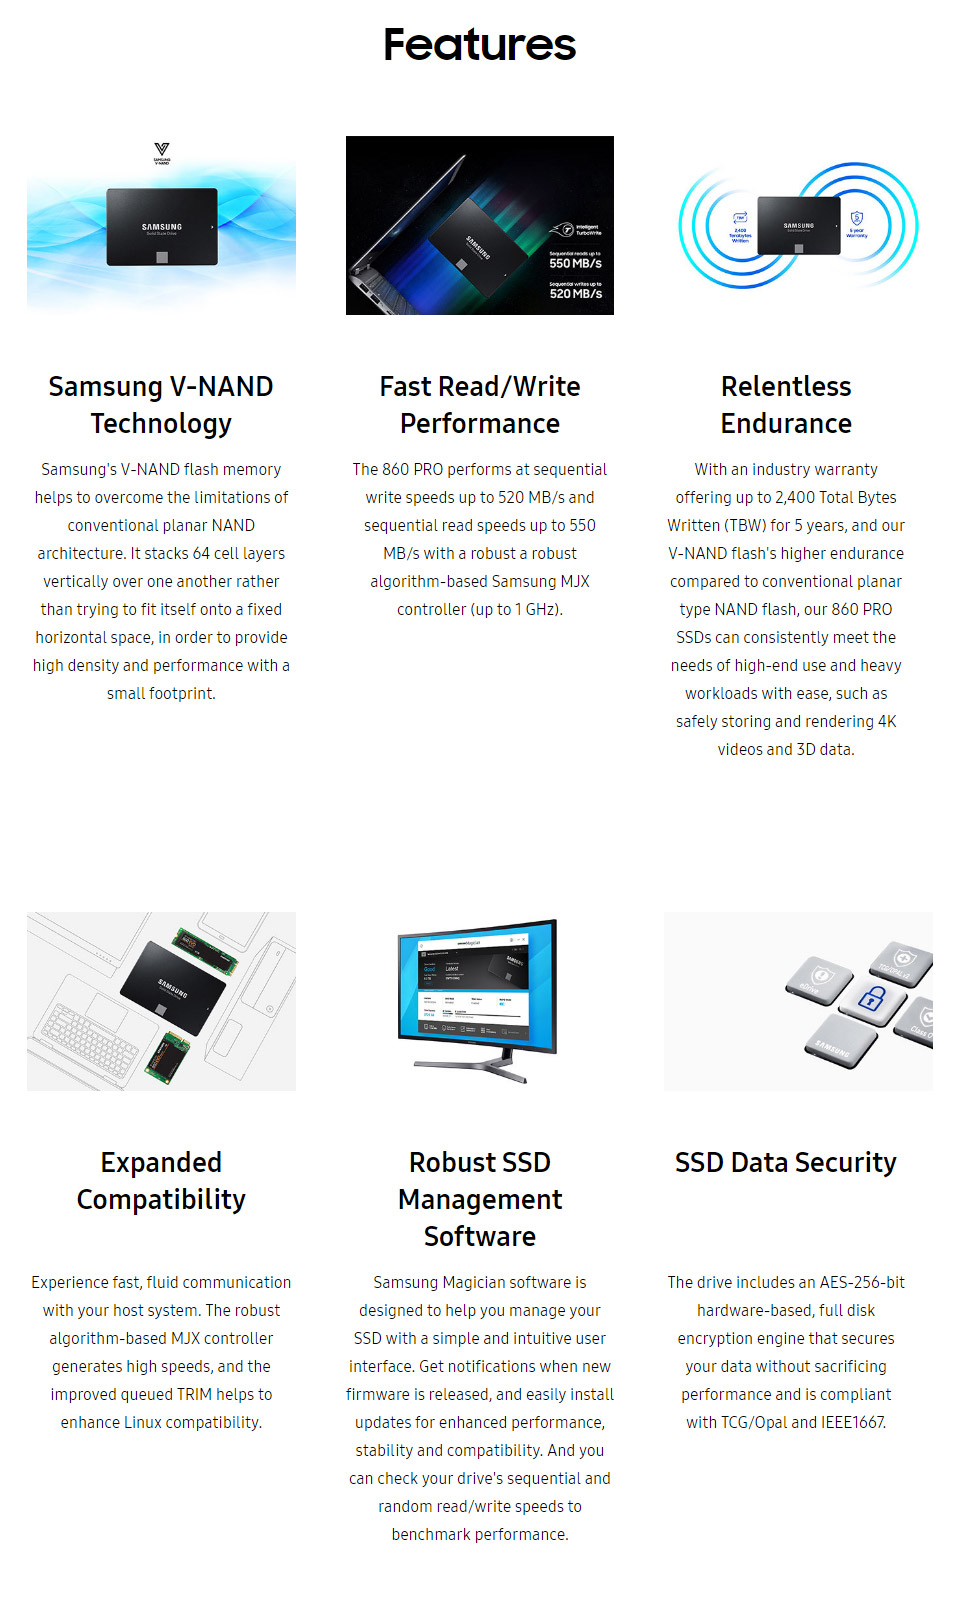 Features
SAMSUNG
V-NAND
SAMSUNG
Solid State Drive
SAMSUNG
Intelligent
TurboWrite
Sequential reads up to
550 MB/s
Sequential writes up to
520 MB/s
TBW
2,400
Terabytes
Written
SAMSUNG
5
5 year
Warranty
Samsung V-NAND
Technology
Samsung's V-NAND flash memory
helps to overcome the limitations of
conventional planar NAND
architecture. It stacks 64 cell layers
vertically over one another rather
than trying to fit itself onto a fixed
horizontal space, in order to provide
high density and performance with a
small footprint.
Fast Read/Write
Performance
The 860 PRO performs at sequential
write speeds up to 520 MB/s and
sequential read speeds up to 550
MB/s with a robust a robust
algorithm-based Samsung MJX
controller (up to 1 GHz).
Relentless
Endurance
With an industry warranty
offering up to 2,400 Total Bytes
Written (TBW) for 5 years, and our
V-NAND flash's higher endurance
compared to conventional planar
type NAND flash, our 860 PRO
SSDs can consistently meet the
needs of high-end use and heavy
workloads with ease, such as
safely storing and rendering 4K
videos and 3D data.
SAMSUNG
Good
Latest
eDrive
SAMSUNG
Class 0
Expanded
Compatibility
Experience fast, fluid communication
with your host system. The robust
algorithm-based MJX controller
generates high speeds, and the
improved queued TRIM helps to
enhance Linux compatibility.
Robust SSD
Management
Software
Samsung Magician software is
designed to help you manage your
SSD with a simple and intuitive user
interface. Get notifications when new
firmware is released, and easily install
updates for enhanced performance,
stability and compatibility. And you
can check your drive's sequential and
random read/write speeds to
benchmark performance.
SSD Data Security
The drive includes an AES-256-bit
hardware-based, full disk
encryption engine that secures
your data without sacrificing
performance and is compliant
with TCG/Opal and IEEE1667.